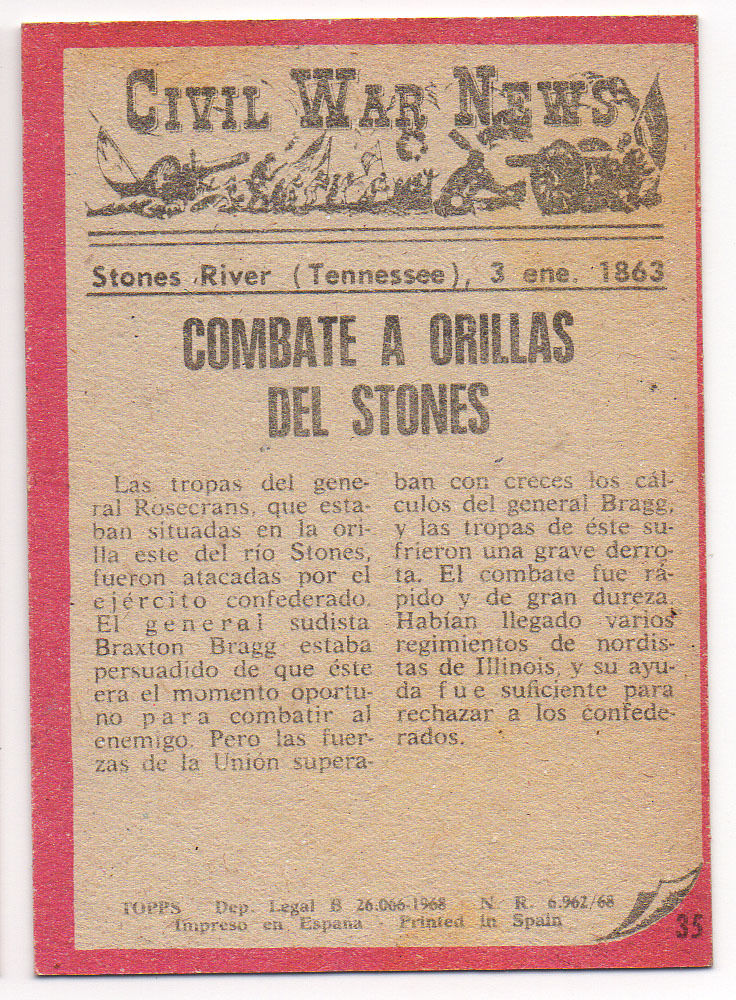 CIVIL WAR NEWS
Stones River (Tennessee), 3 ene. 1863
COMBATE A ORILLAS
DEL STONES
Las tropas del gene-
ral Rosecrans, que esta-
ban situadas en la ori-
lla este del río Stones,
fueron atacadas por el
ejército confederado.
El general sudista
Braxton Bragg estaba
persuadido de que éste
era el momento oportu-
no para combatir al
enemigo. Pero las fuer-
zas de la Unión supera-
ban con creces los cál-
culos del general Bragg,
y las tropas de éste su-
frieron una grave derro-
ta. El combate fue rá-
pido y de gran dureza.
Habían llegado varios
regimientos de nordis-
tas de Illinois, y su ayu-
da fue suficiente para
rechazar a los confede-
rados.
TOPPS Dep. Legal B 26.066-1968 N. R. 6.962/68
Impreso en España - Printed in Spain
35